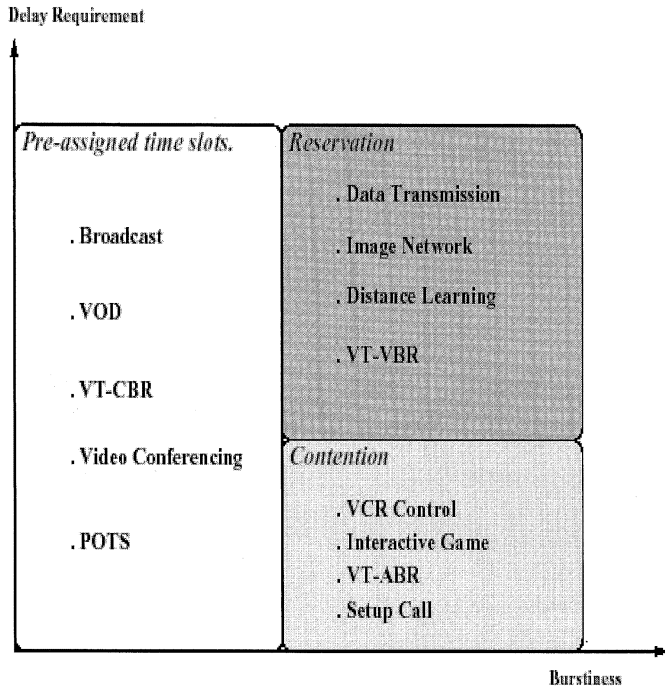 Delay Requirement
Pre-assigned time slots.
. Broadcast
. VOD
. VT-CBR
. Video Conferencing
. POTS
Reservation
. Data Transmission
. Image Network
. Distance Learning
. VT-VBR
Contention
. VCR Control
. Interactive Game
. VT-ABR
. Setup Call
Burstiness